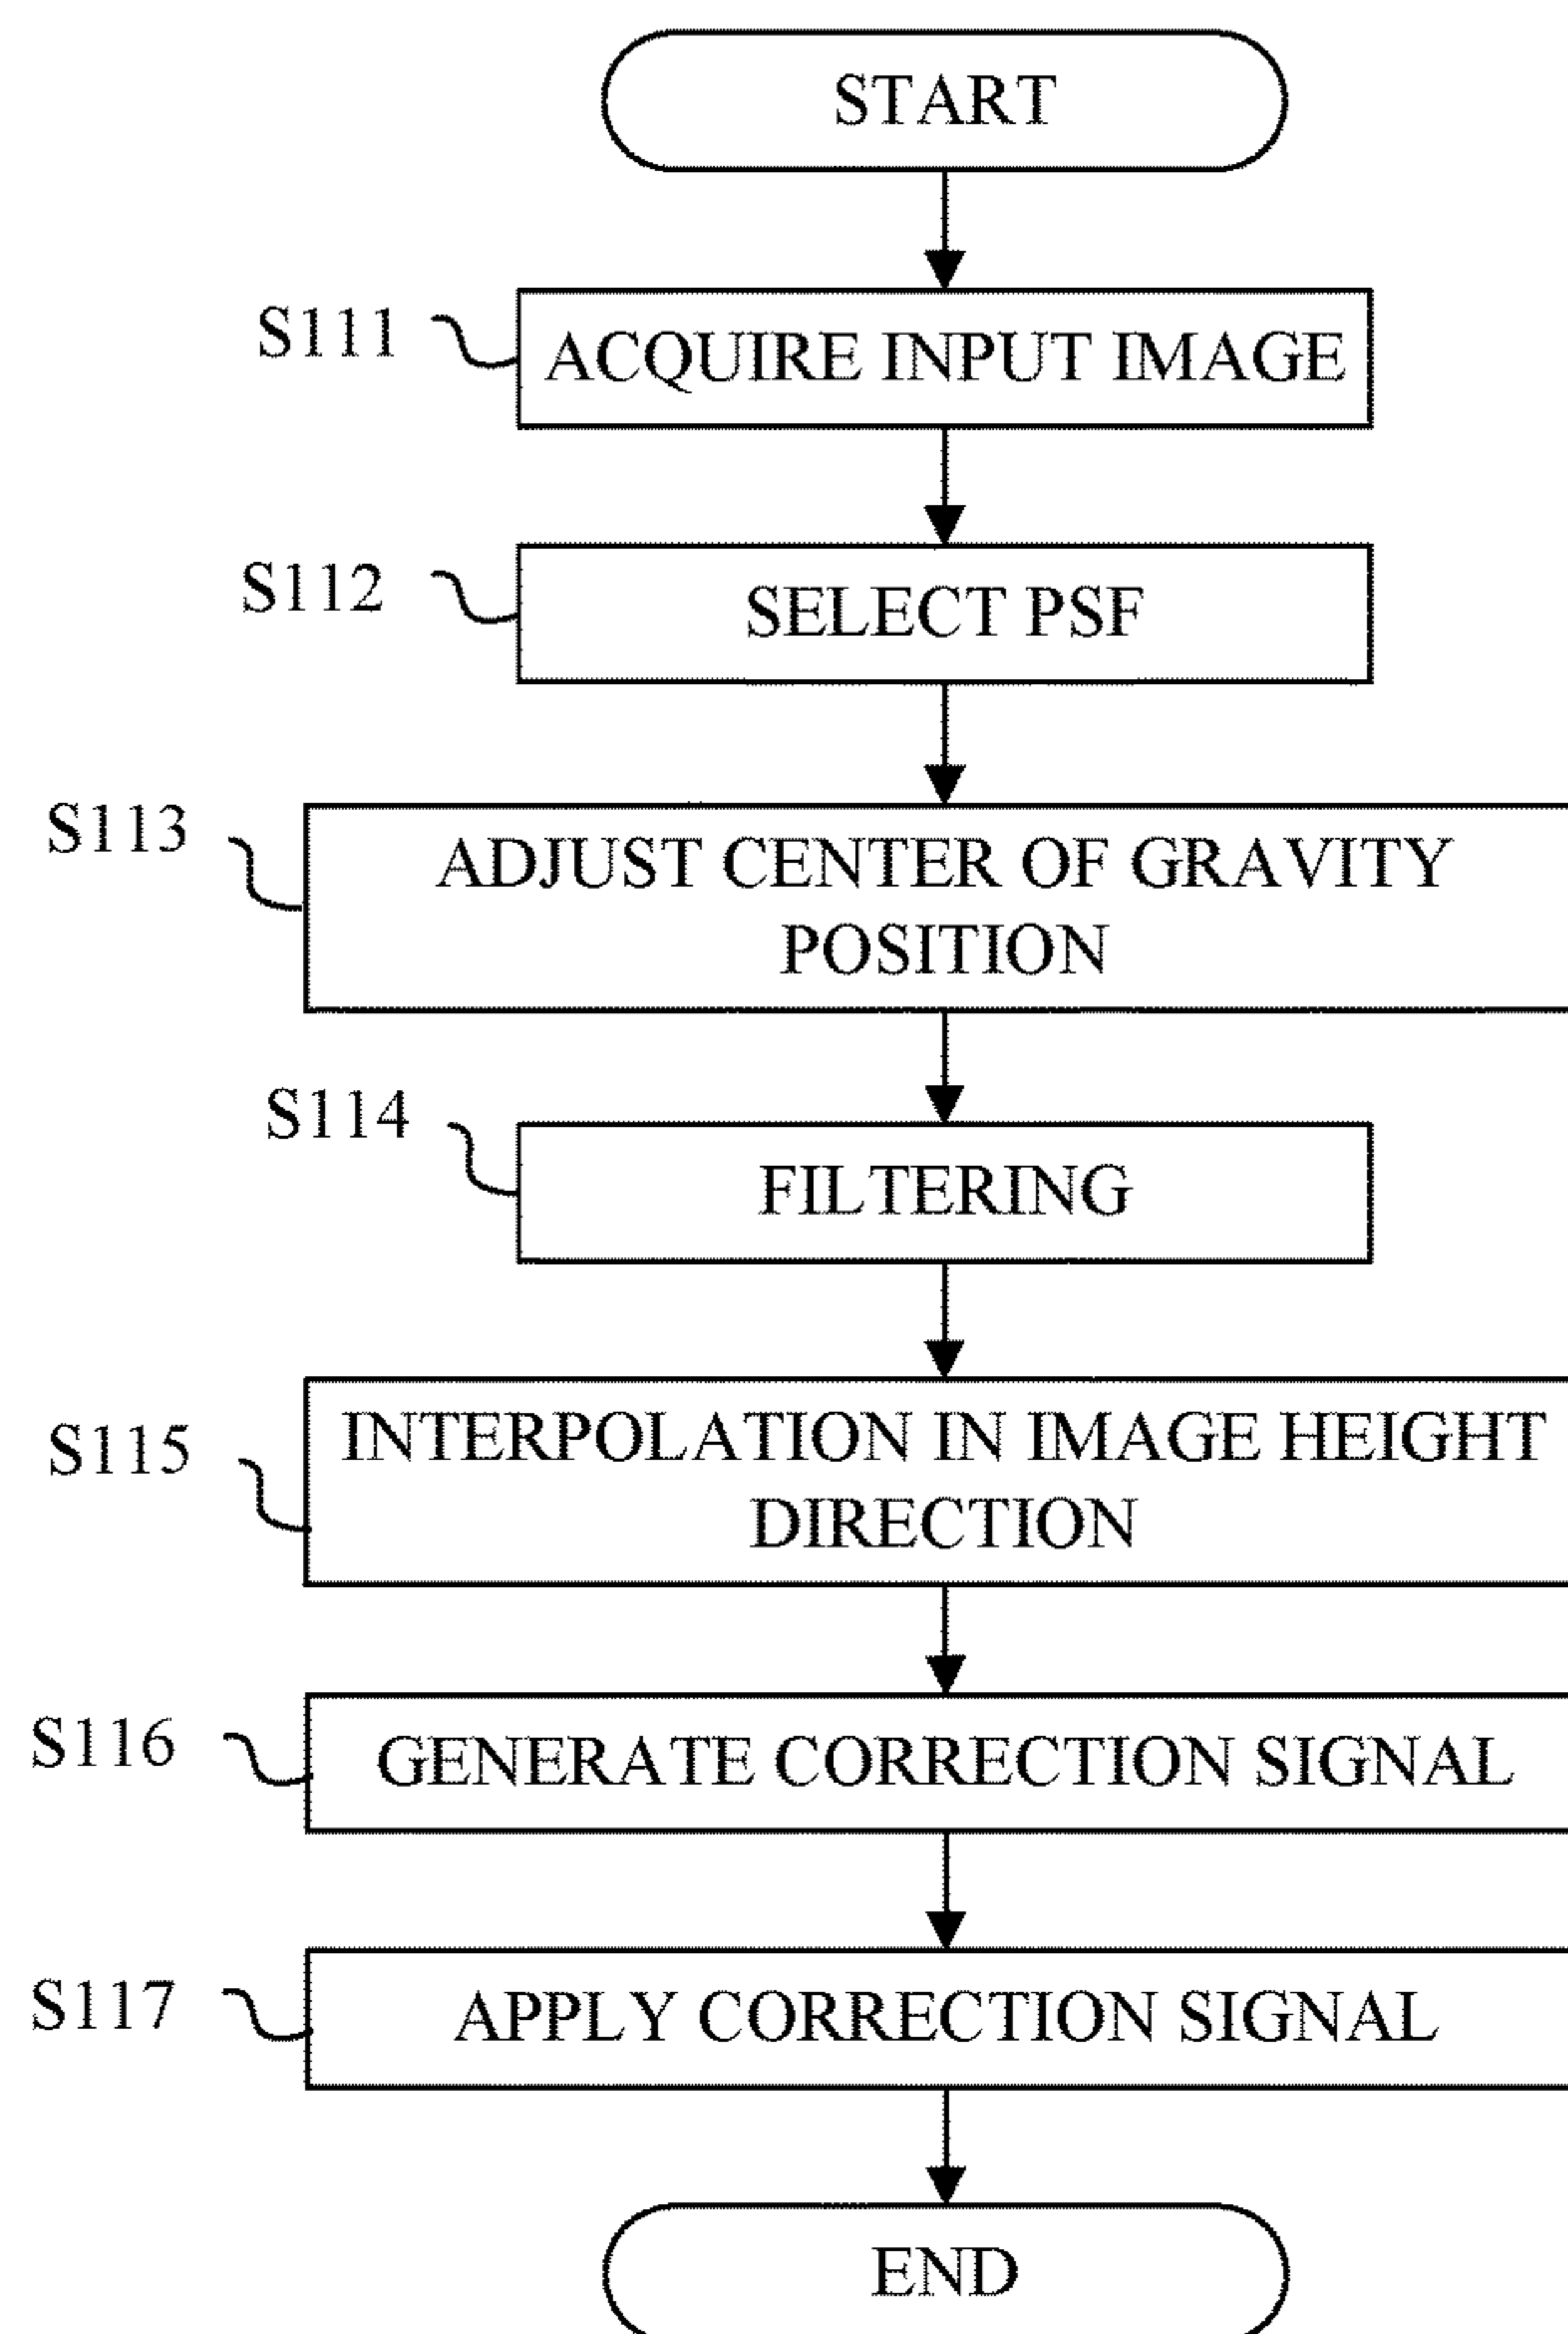 START
S111
ACQUIRE INPUT IMAGE
S112
SELECT PSF
S113
ADJUST CENTER OF GRAVITY
POSITION
S114
FILTERING
S115
INTERPOLATION IN IMAGE HEIGHT
DIRECTION
S116
GENERATE CORRECTION SIGNAL
S117
APPLY CORRECTION SIGNAL
END